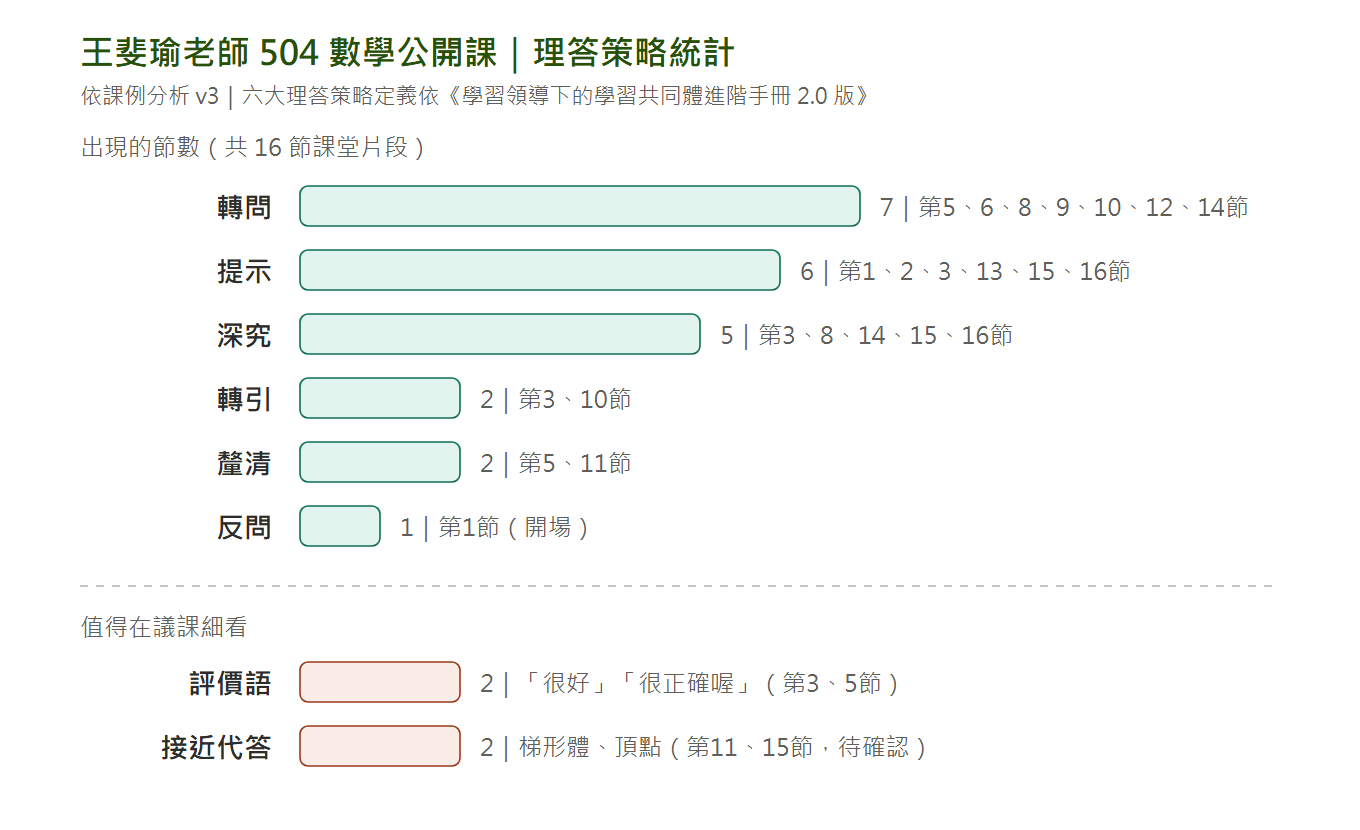 王斐瑜老師 504 數學公開課｜理答策略統計
依課例分析 v3｜六大理答策略定義依《學習領導下的學習共同體進階手冊 2.0 版》
出現的節數（共 16 節課堂片段）
轉問 7｜第5、6、8、9、10、12、14節
提示 6｜第1、2、3、13、15、16節
深究 5｜第3、8、14、15、16節
轉引 2｜第3、10節
釐清 2｜第5、11節
反問 1｜第1節（開場）
值得在議課細看
評價語 2｜「很好」「很正確喔」（第3、5節）
接近代答 2｜梯形體、頂點（第11、15節，待確認）